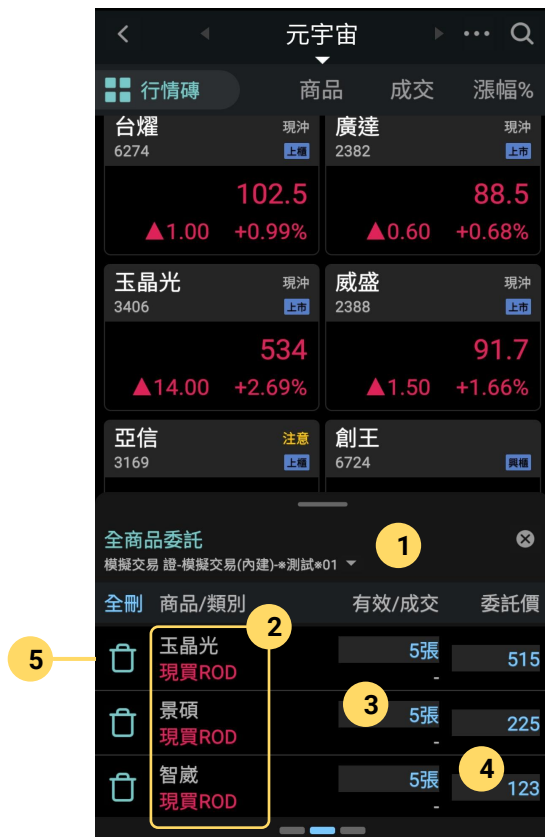 元宇宙
行情磚 商品 成交 漲幅%
台燿 現沖 廣達 現沖
6274 上櫃 2382 上市
102.5 88.5
▲1.00 +0.99% ▲0.60 +0.68%
玉晶光 現沖 威盛 現沖
3406 上市 2388 上市
534 91.7
▲14.00 +2.69% ▲1.50 +1.66%
亞信 注意 創王
3169 上櫃 6724 興櫃
全商品委託 1
模擬交易 證-模擬交易(內建)-*測試*01
全刪 商品/類別 有效/成交 委託價
2
5 玉晶光 5張 515
現買ROD -
景碩 3 5張 225
現買ROD -
4
智崴 5張 123
現買ROD -